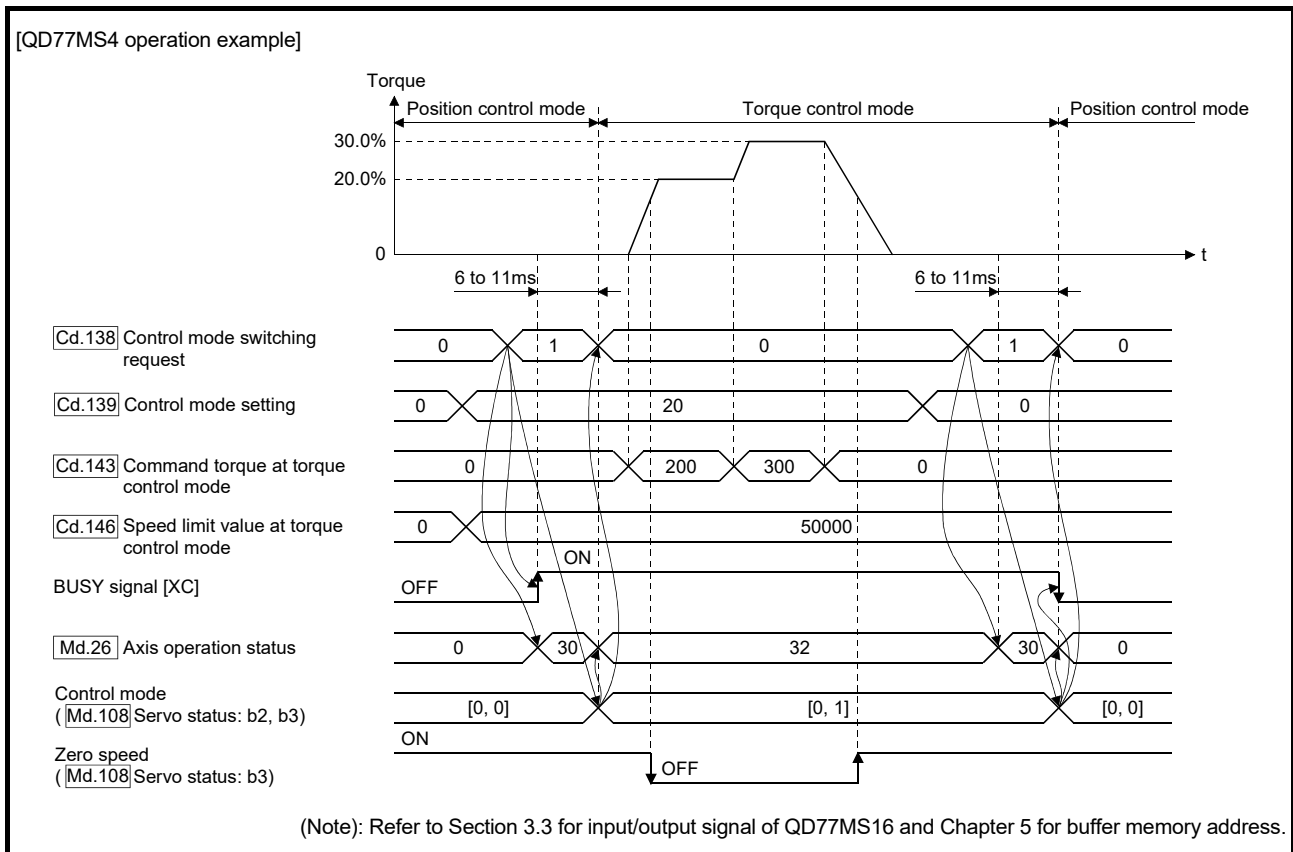 [QD77MS4 operation example]
Torque
Position control mode
Torque control mode
Position control mode
30.0%
20.0%
0
t
6 to 11ms
6 to 11ms
Cd.138 Control mode switching
request
0
1
0
1
0
Cd.139 Control mode setting
0
20
0
Cd.143 Command torque at torque
control mode
0
200
300
0
Cd.146 Speed limit value at torque
control mode
0
50000
BUSY signal [XC]
OFF
ON
Md.26 Axis operation status
0
30
32
30
0
Control mode
( Md.108 Servo status: b2, b3)
[0, 0]
[0, 1]
[0, 0]
Zero speed
( Md.108 Servo status: b3)
ON
OFF
(Note): Refer to Section 3.3 for input/output signal of QD77MS16 and Chapter 5 for buffer memory address.